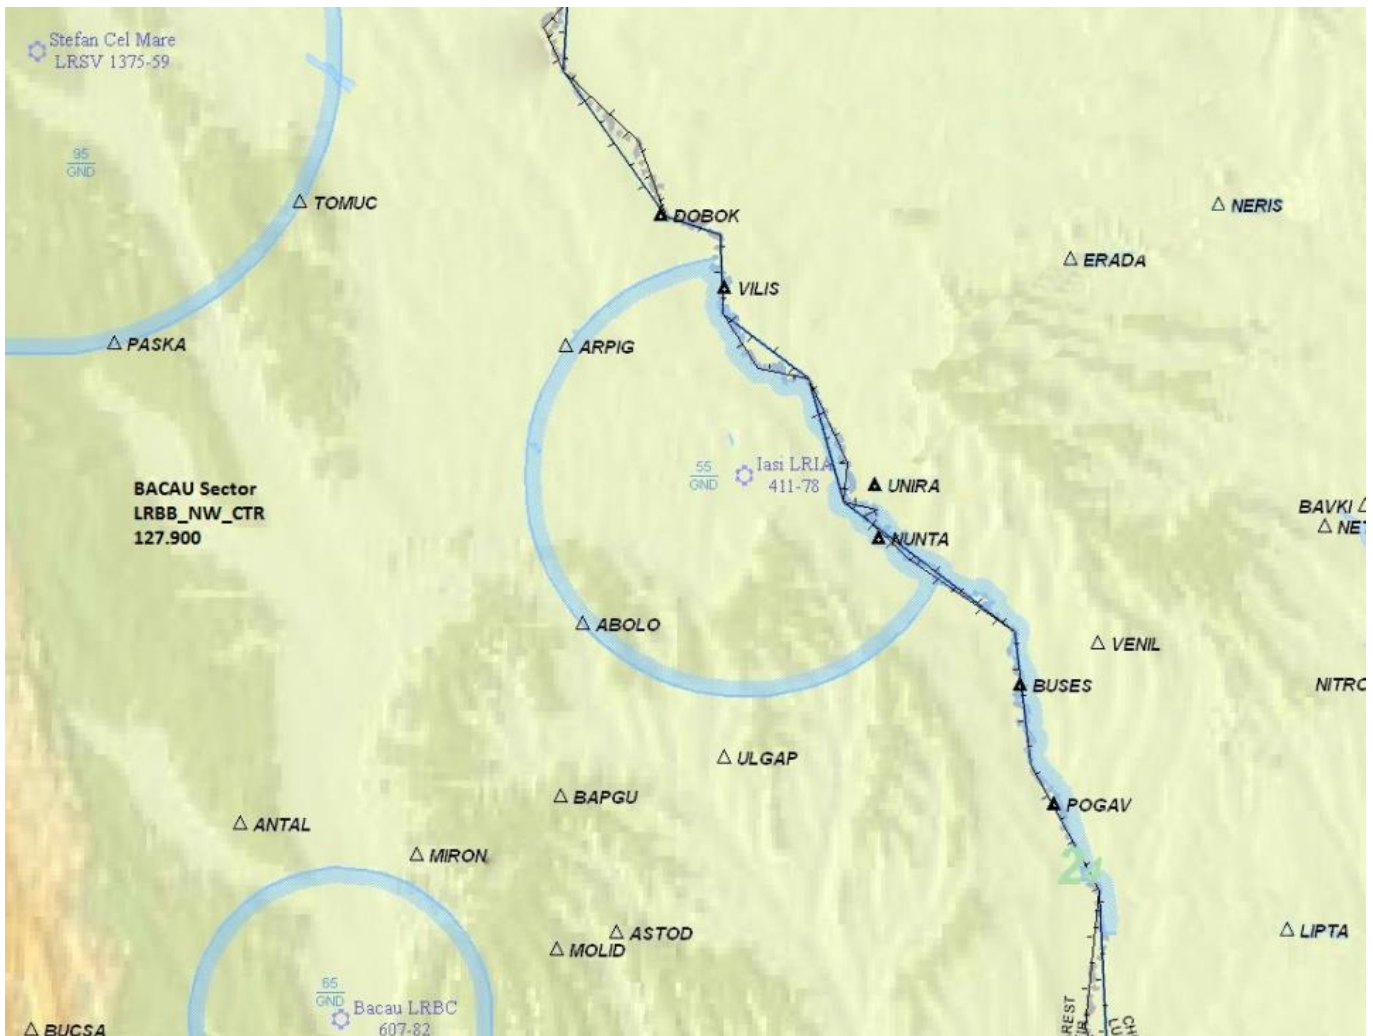 Stefan Cel Mare
LRSV 1375-59
95
GND
TOMUC
DOBOK
NERIS
ERADA
VILIS
PASKA
ARPIG
BACAU Sector
LRBB_NW_CTR
127.900
55
GND
Iasi LRIA
411-78
UNIRA
BAVKI
NUNTA
ABOLO
VENIL
BUSES
NITRO
ULGAP
BAPGU
POGAV
ANTAL
MIRON
ASTOD
MOLID
LIPTA
65
GND
Bacau LRBC
607-82
BUCSA